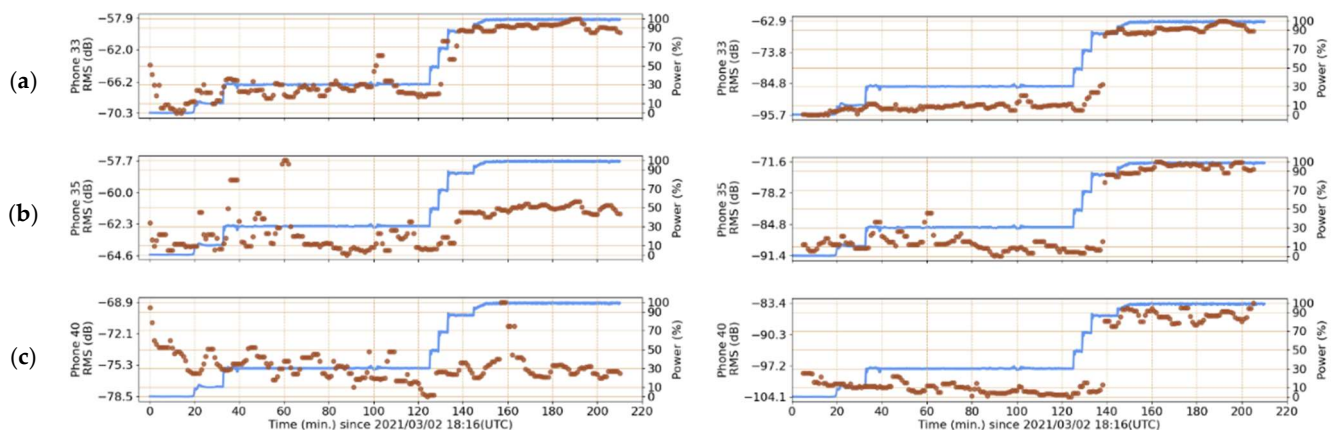 (a)
Phone 33
RMS (dB)
−57.9
−62.0
−66.2
−70.3
100
90
70
50
30
10
0
Power (%)
Phone 33
RMS (dB)
−62.9
−73.8
−84.8
−95.7
100
90
70
50
30
10
0
Power (%)
(b)
Phone 35
RMS (dB)
−57.7
−60.0
−62.3
−64.6
100
90
70
50
30
10
0
Power (%)
Phone 35
RMS (dB)
−71.6
−78.2
−84.8
−91.4
100
90
70
50
30
10
0
Power (%)
(c)
Phone 40
RMS (dB)
−68.9
−72.1
−75.3
−78.5
100
90
70
50
30
10
0
Power (%)
0 20 40 60 80 100 120 140 160 180 200 220
Time (min.) since 2021/03/02 18:16(UTC)
Phone 40
RMS (dB)
−83.4
−90.3
−97.2
−104.1
100
90
70
50
30
10
0
Power (%)
0 20 40 60 80 100 120 140 160 180 200 220
Time (min.) since 2021/03/02 18:16(UTC)